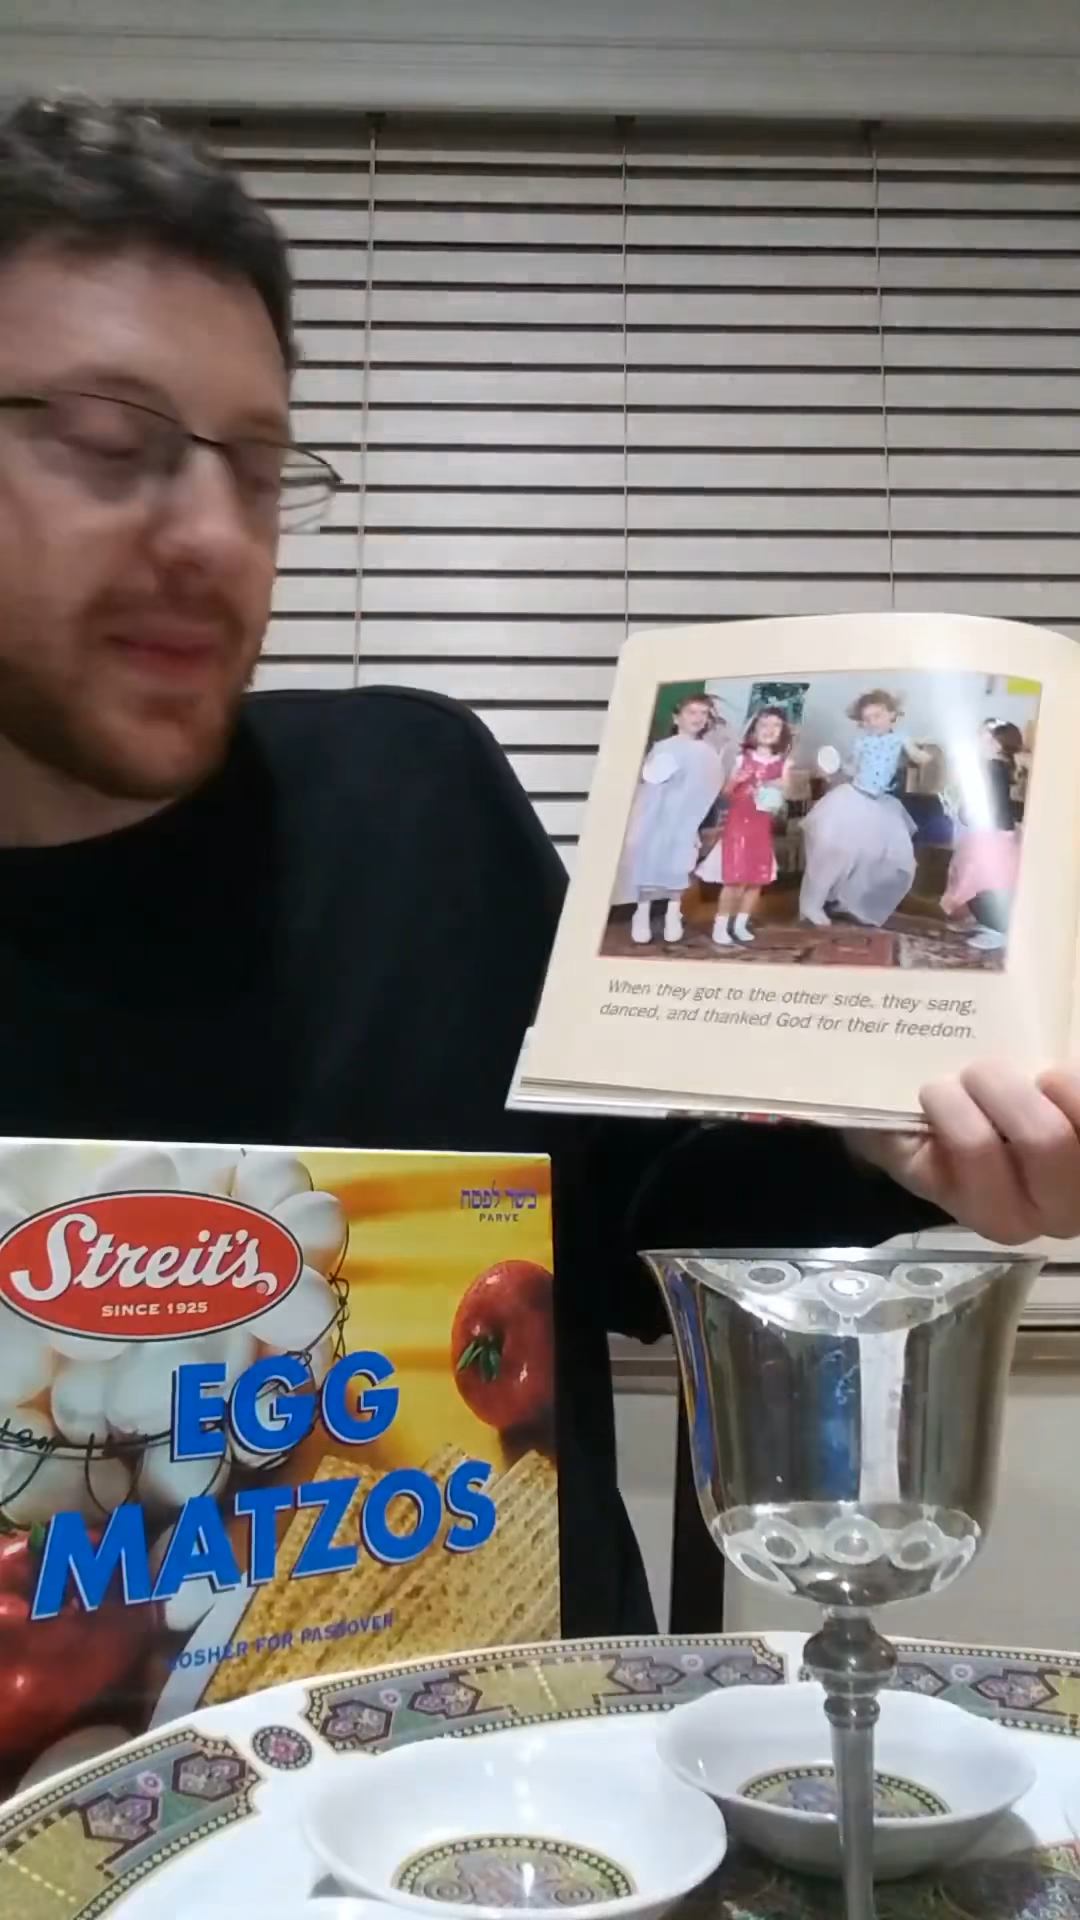 When they got to the other side, they sang,
danced, and thanked God for their freedom.
כשר לפסח
PARVE
Streit's
SINCE 1925
EGG
MATZOS
KOSHER FOR PASSOVER